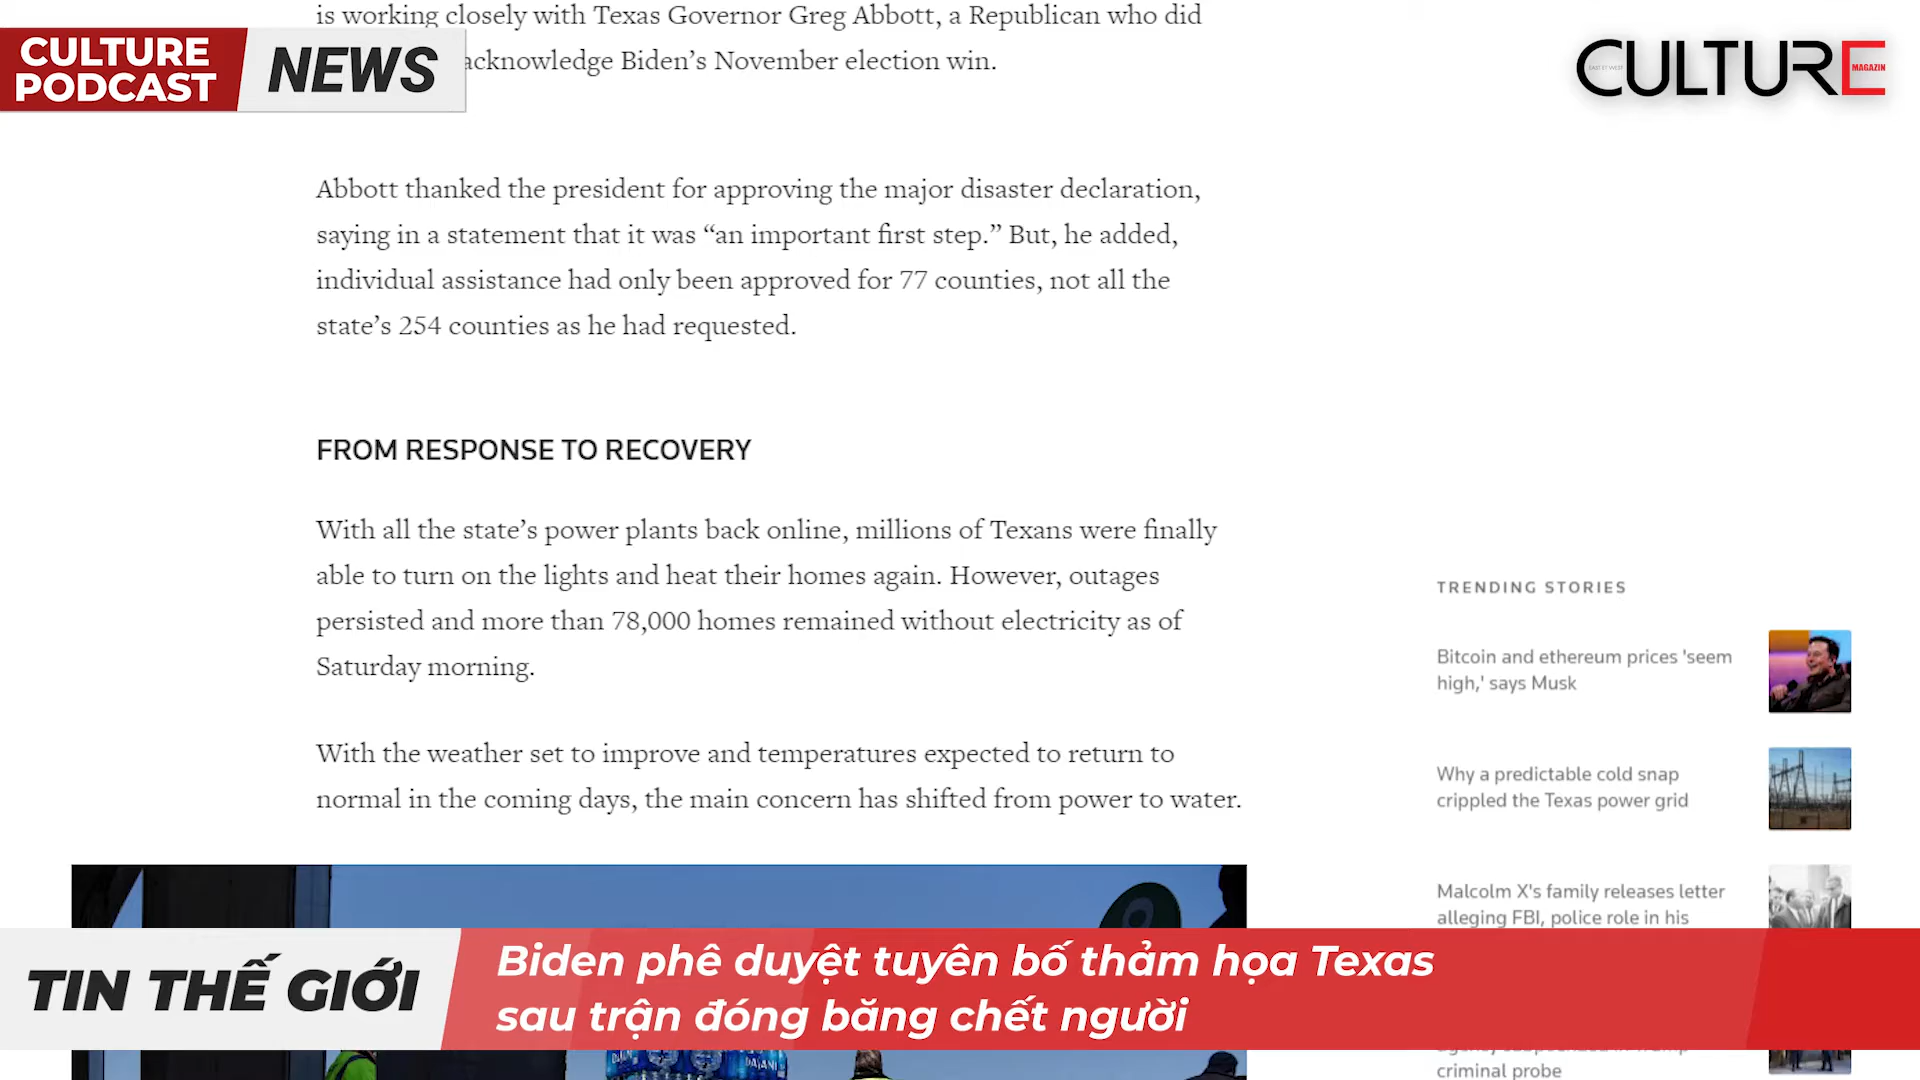 is working closely with Texas Governor Greg Abbott, a Republican who did
acknowledge Biden’s November election win.
CULTURE
PODCAST
NEWS
CULTURE
MAGAZIN
Abbott thanked the president for approving the major disaster declaration,
saying in a statement that it was “an important first step.” But, he added,
individual assistance had only been approved for 77 counties, not all the
state’s 254 counties as he had requested.
FROM RESPONSE TO RECOVERY
With all the state’s power plants back online, millions of Texans were finally
able to turn on the lights and heat their homes again. However, outages
persisted and more than 78,000 homes remained without electricity as of
Saturday morning.
With the weather set to improve and temperatures expected to return to
normal in the coming days, the main concern has shifted from power to water.
TRENDING STORIES
Bitcoin and ethereum prices 'seem
high,' says Musk
Why a predictable cold snap
crippled the Texas power grid
Malcolm X's family releases letter
alleging FBI, police role in his
criminal probe
TIN THẾ GIỚI
Biden phê duyệt tuyên bố thảm họa Texas
sau trận đóng băng chết người